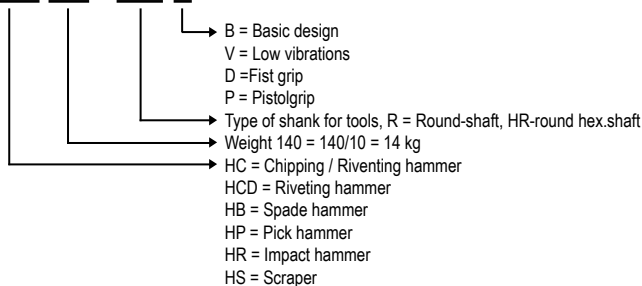 B = Basic design
V = Low vibrations
D =Fist grip
P = Pistolgrip
Type of shank for tools, R = Round-shaft, HR-round hex.shaft
Weight 140 = 140/10 = 14 kg
HC = Chipping / Riventing hammer
HCD = Riveting hammer
HB = Spade hammer
HP = Pick hammer
HR = Impact hammer
HS = Scraper